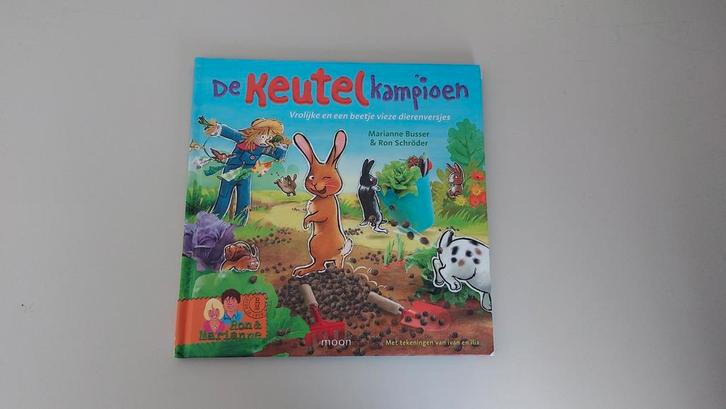 De Keutel kampioen
Vrolijke en een beetje vieze dierenversjes
Marianne Busser
& Ron Schröder
Ron &
Marianne
moon
Met tekeningen van ivan en ilia